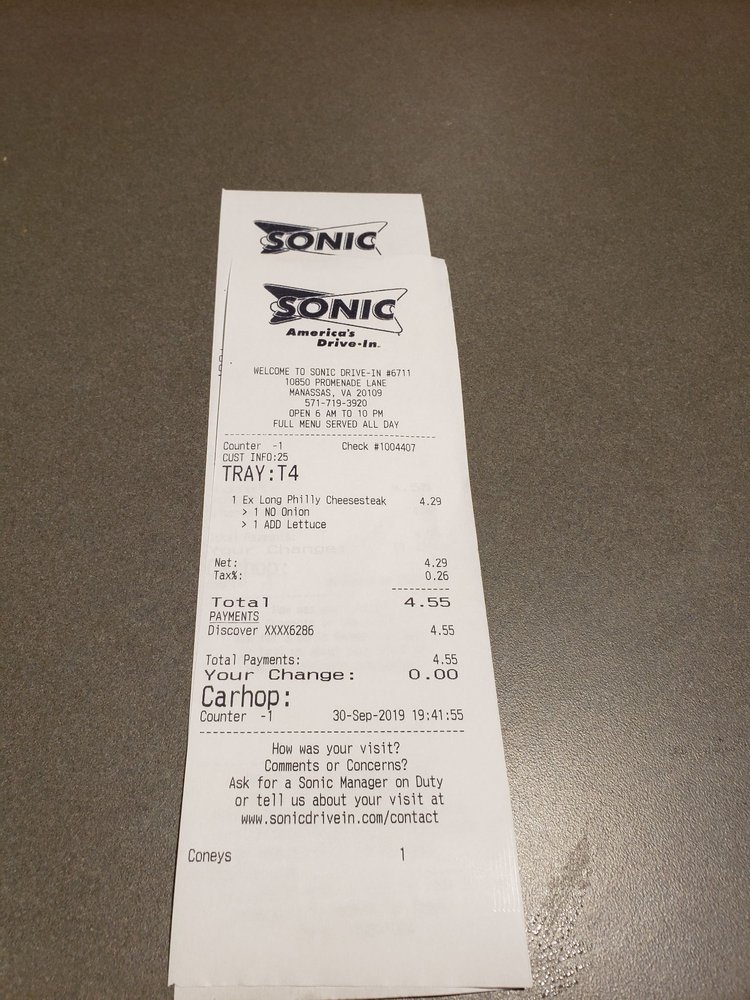 SONIC
SONIC
America's
Drive-In
WELCOME TO SONIC DRIVE-IN #6711
10850 PROMENADE LANE
MANASSAS, VA 20109
571-719-3920
OPEN 6 AM TO 10 PM
FULL MENU SERVED ALL DAY
Counter -1 Check #1004407
CUST INFO:25
TRAY:T4
1 Ex Long Philly Cheesesteak 4.29
> 1 NO Onion
> 1 ADD Lettuce
Net: 4.29
Tax%: 0.26
Total 4.55
PAYMENTS
Discover XXXX6286 4.55
Total Payments: 4.55
Your Change: 0.00
Carhop:
Counter -1 30-Sep-2019 19:41:55
How was your visit?
Comments or Concerns?
Ask for a Sonic Manager on Duty
or tell us about your visit at
www.sonicdrivein.com/contact
Coneys 1